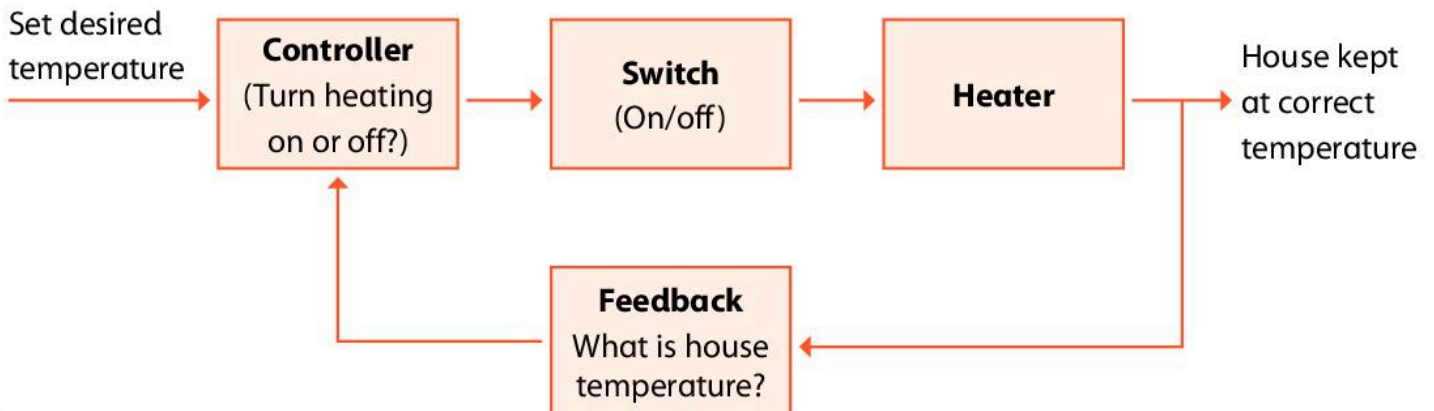 Set desired
temperature
Controller
(Turn heating
on or off?)
Switch
(On/off)
Heater
House kept
at correct
temperature
Feedback
What is house
temperature?